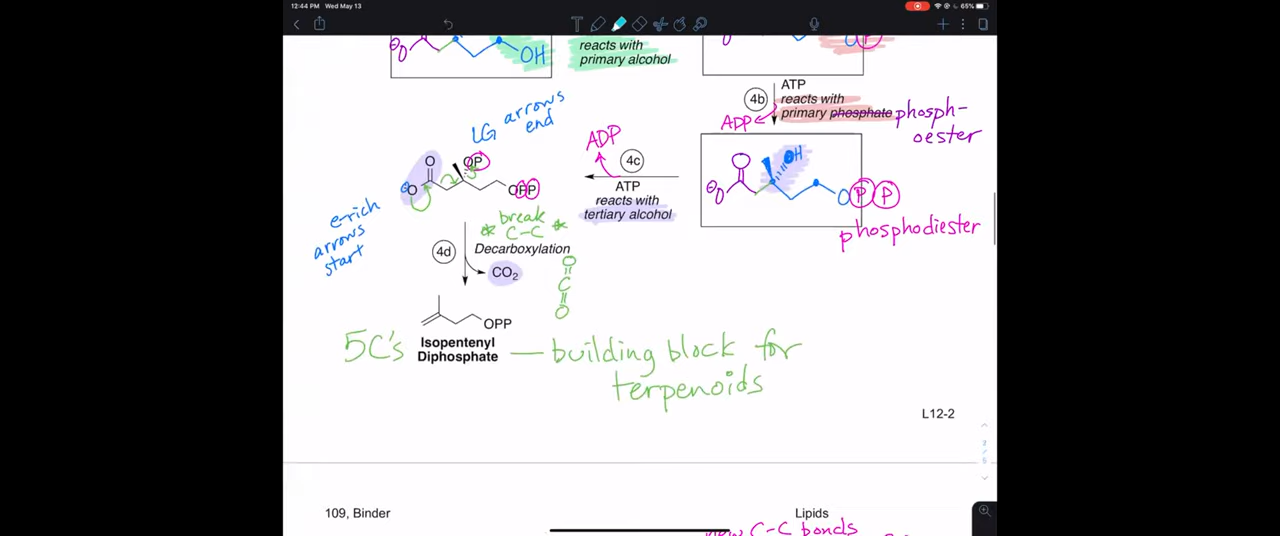 12:44 PM Wed May 13
65%
OH
reacts with
primary alcohol
ATP
4b
reacts with
primary phosphate phosph-
oester
ADP
LG arrows
end
ADP
4c
ATP
reacts with
tertiary alcohol
OH
O
⊖O
O
P P
phosphodiester
O
OP
⊖O
OPP
e-rich
arrows
start
* break *
C-C
Decarboxylation
4d
CO2
O
C
O
OPP
5C's Isopentenyl
Diphosphate — building block for
terpenoids
L12-2
109, Binder
Lipids
new C-C bonds